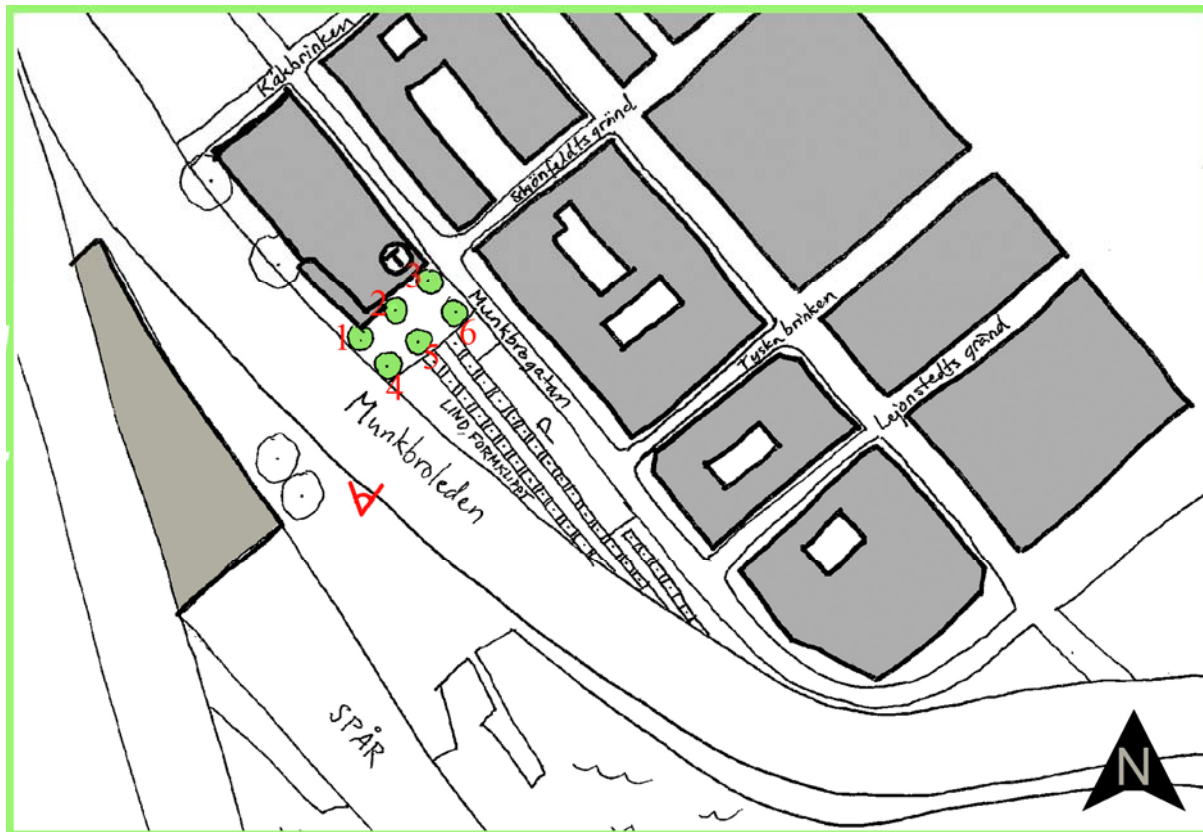 Kåkbrinken
Schönfeldts gränd
3
2
1
Munkbrogatan
6
5
4
Tyska brinken
Lejonstedts gränd
P
LIND, FORMKLIPPT
Munkbroleden
SPÅR
T
N